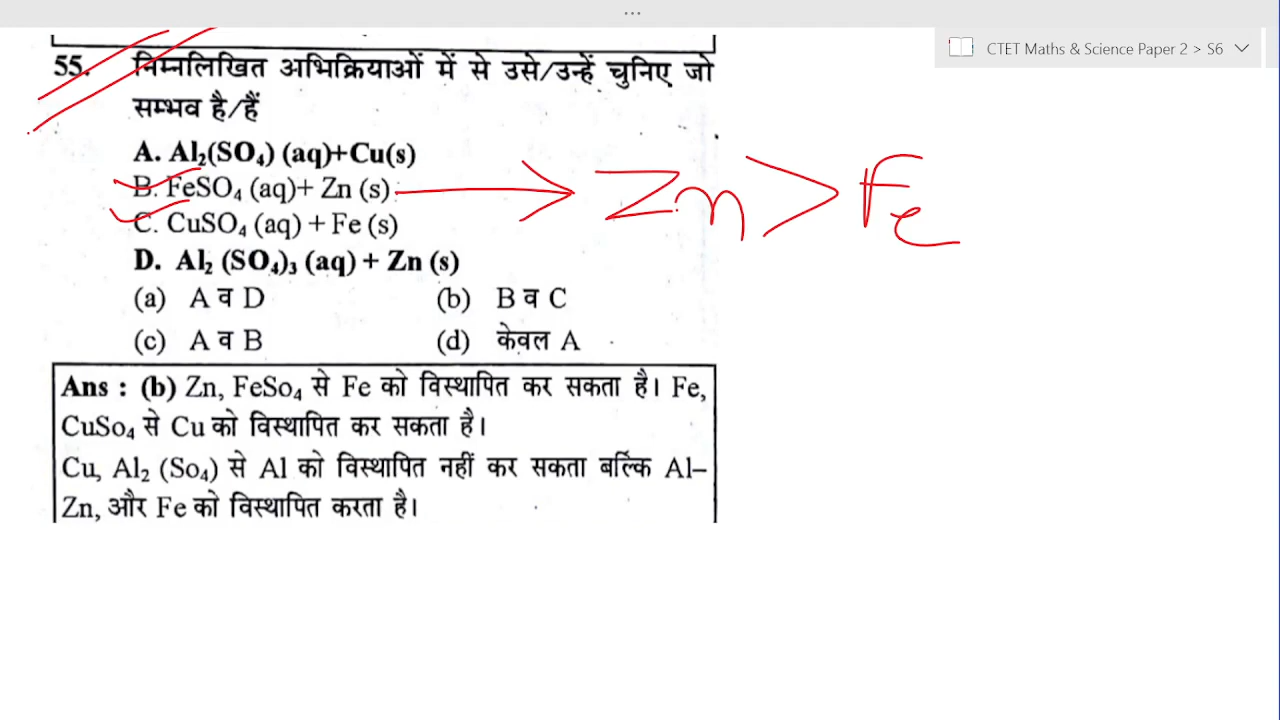 ...
CTET Maths & Science Paper 2 > S6
55. निम्नलिखित अभिक्रियाओं में से उसे/उन्हें चुनिए जो
सम्भव है/हैं
A. Al₂(SO₄) (aq)+Cu(s)
B. FeSO₄ (aq)+ Zn (s) Zn > Fe
C. CuSO₄ (aq) + Fe (s)
D. Al₂ (SO₄)₃ (aq) + Zn (s)
(a) A व D (b) B व C
(c) A व B (d) केवल A
Ans : (b) Zn, FeSo₄ से Fe को विस्थापित कर सकता है। Fe,
CuSo₄ से Cu को विस्थापित कर सकता है।
Cu, Al₂ (So₄) से Al को विस्थापित नहीं कर सकता बल्कि Al–
Zn, और Fe को विस्थापित करता है।